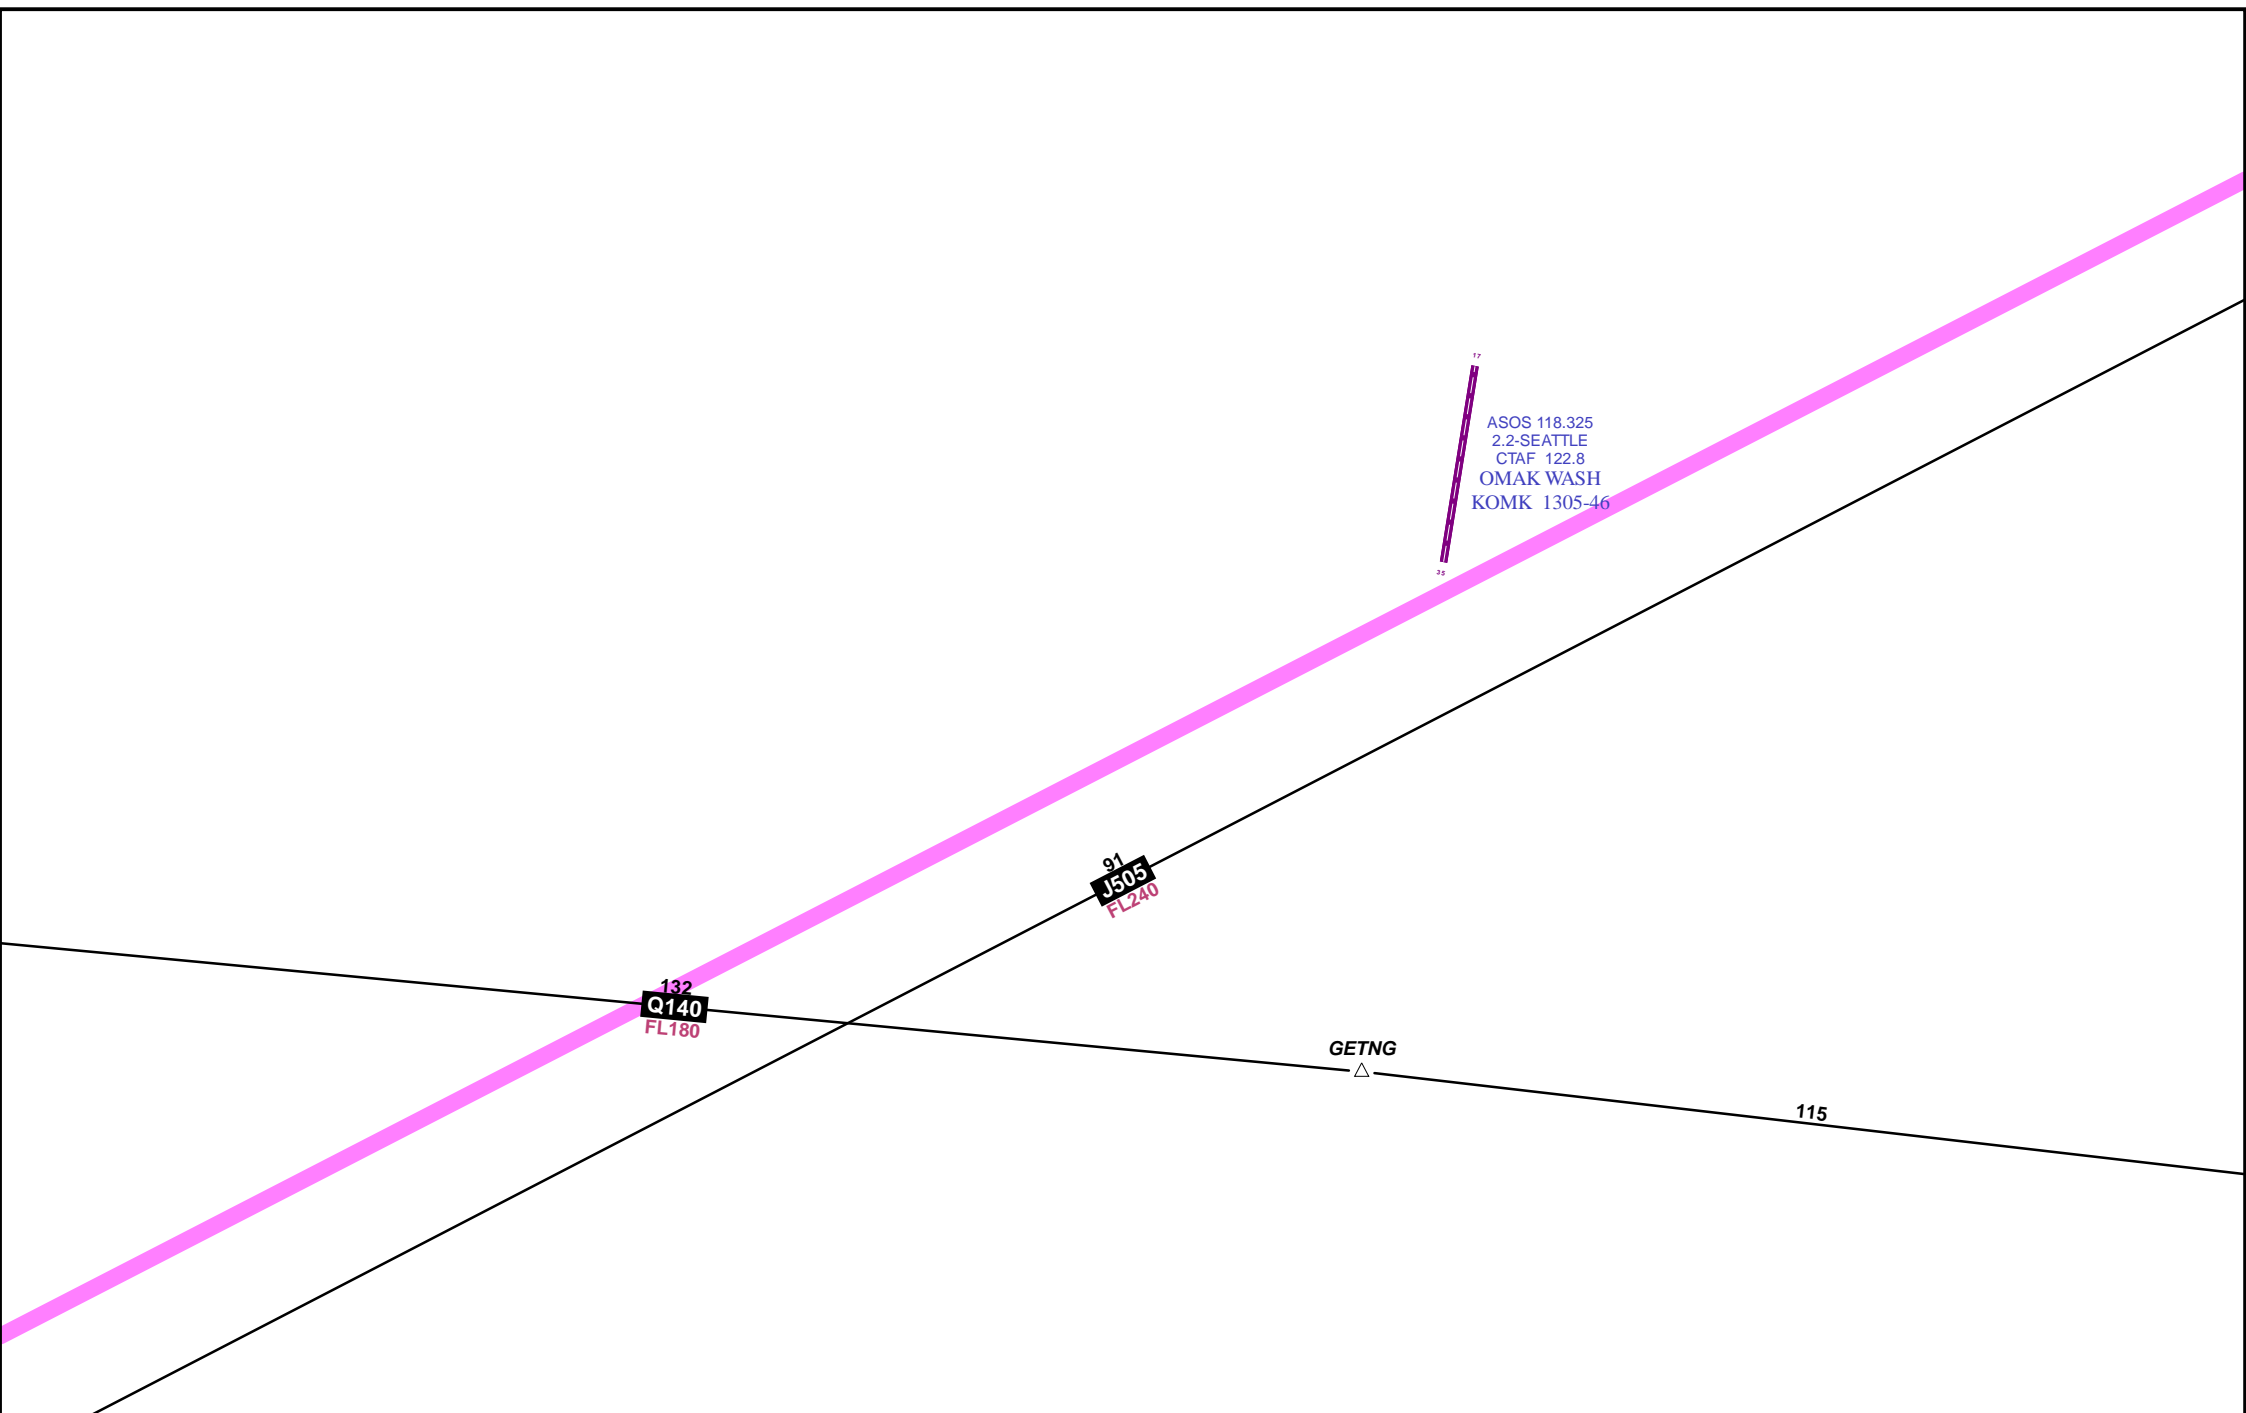 17
ASOS 118.325
2.2-SEATTLE
CTAF 122.8
OMAK WASH
KOMK 1305-46
35
91
J505
FL240
132
Q140
FL180
GETNG
115